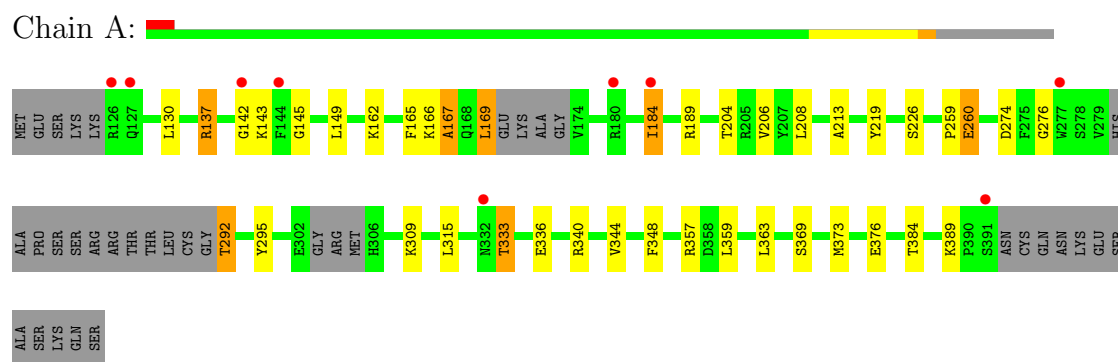 Chain A:
MET GLU SER LYS LYS R126 Q127 L130 R137 G142 K143 F144 G145 L149 K162 F165 K166 A167 Q168 L169 GLU LYS ALA GLY V174 R180 I184 R189 T204 R205 V206 Y207 L208 A213 Y219 S226 P259 E260 D274 F275 G276 W277 S278 V279 HIS
ALA PRO SER SER ARG ARG THR THR LEU CYS GLY T292 Y295 E302 GLY ARG MET H306 K309 L315 N332 T333 E336 R340 V344 F348 R357 D358 L359 L363 S369 M373 E376 T384 K389 P390 S391 ASN CYS GLN ASN LYS GLU SER
ALA SER LYS GLN SER